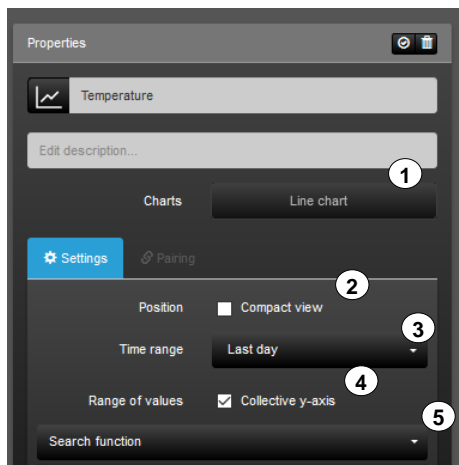 Properties
Temperature
Edit description...
1
Charts Line chart
Settings Pairing
2
Position Compact view
3
Time range Last day
4
Range of values Collective y-axis
5
Search function